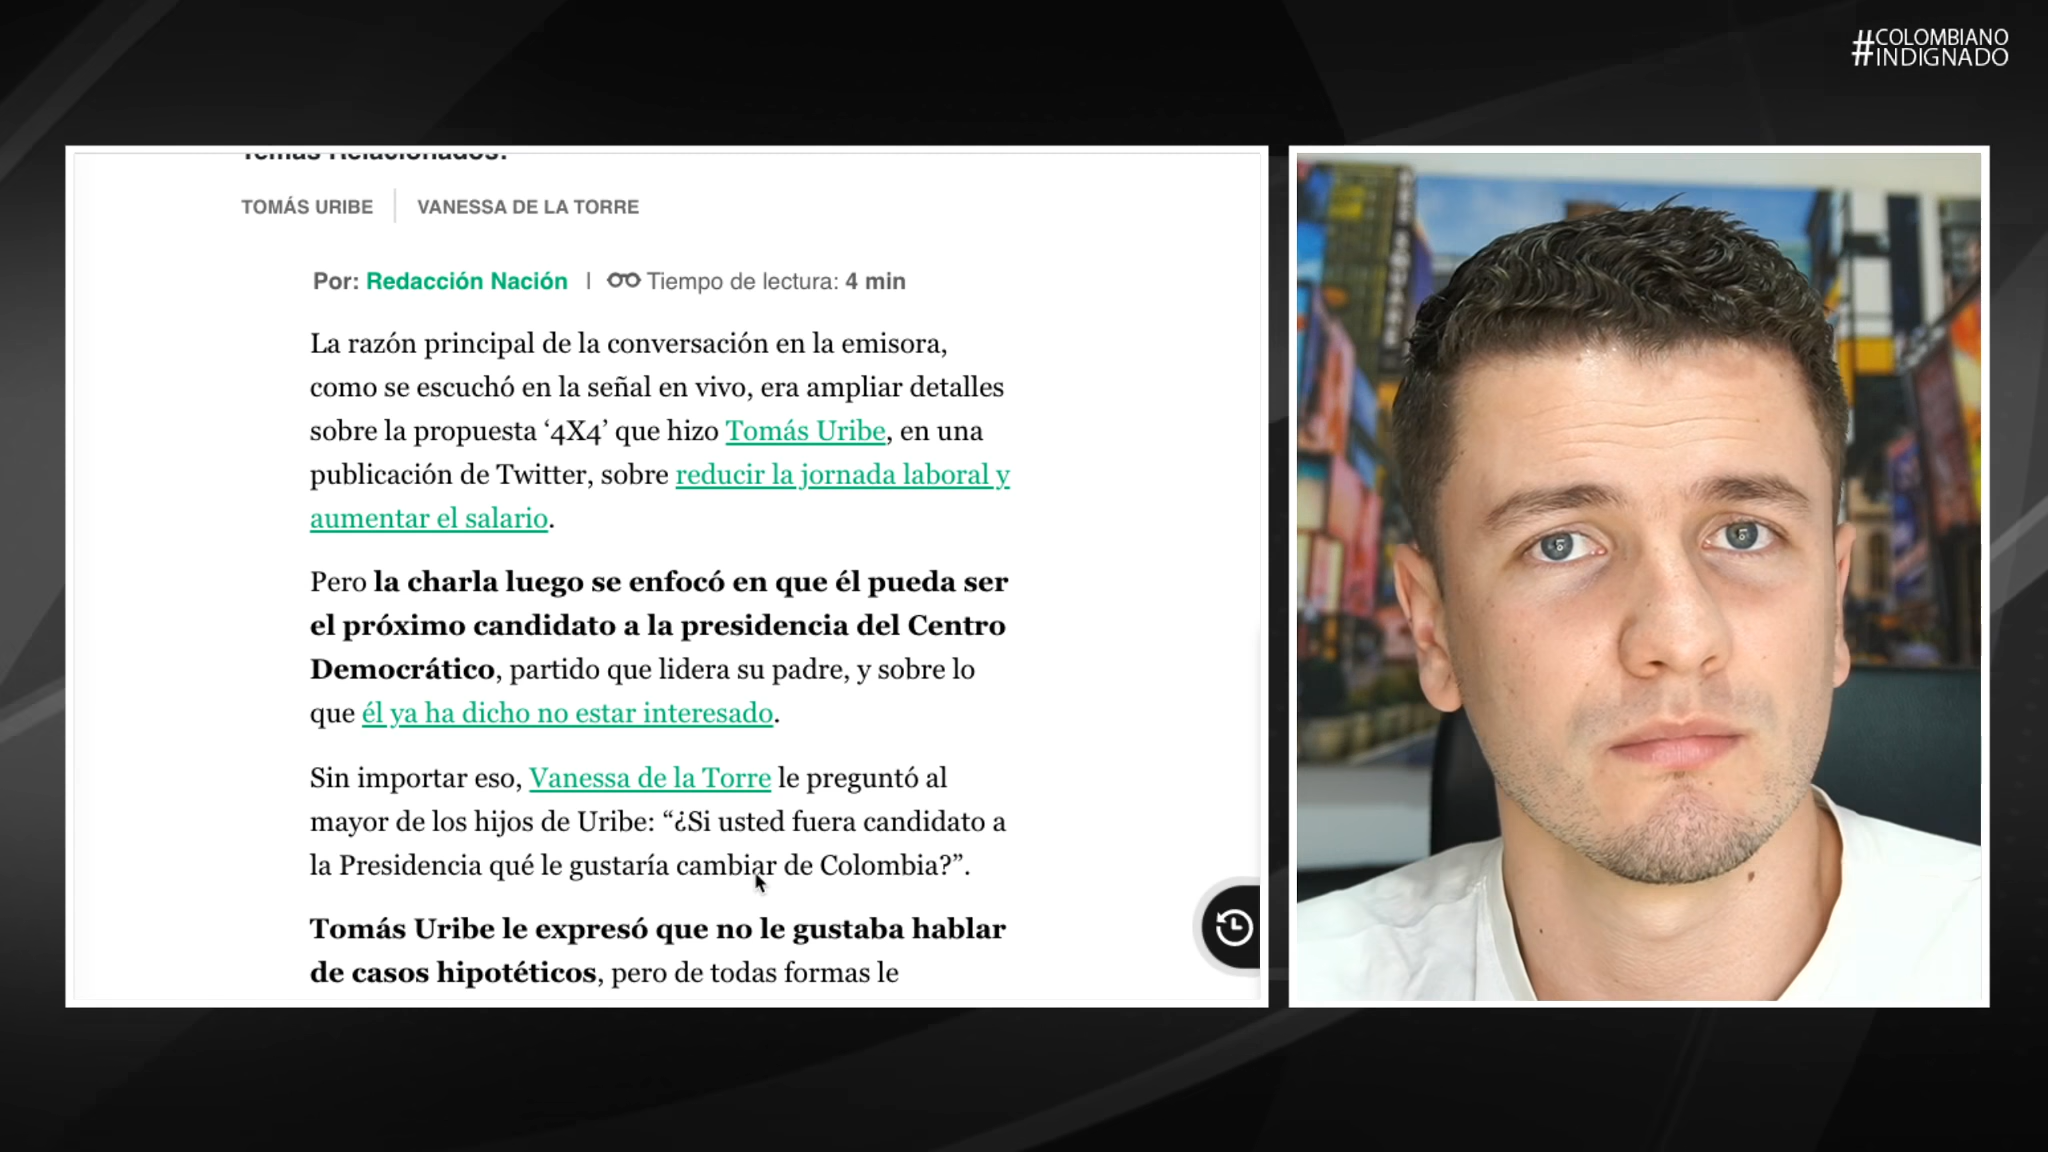 #COLOMBIANO
INDIGNADO
Temas Relacionados:
TOMÁS URIBE | VANESSA DE LA TORRE
Por: Redacción Nación | Tiempo de lectura: 4 min
La razón principal de la conversación en la emisora,
como se escuchó en la señal en vivo, era ampliar detalles
sobre la propuesta ‘4X4’ que hizo Tomás Uribe, en una
publicación de Twitter, sobre reducir la jornada laboral y
aumentar el salario.
Pero la charla luego se enfocó en que él pueda ser
el próximo candidato a la presidencia del Centro
Democrático, partido que lidera su padre, y sobre lo
que él ya ha dicho no estar interesado.
Sin importar eso, Vanessa de la Torre le preguntó al
mayor de los hijos de Uribe: “¿Si usted fuera candidato a
la Presidencia qué le gustaría cambiar de Colombia?”.
Tomás Uribe le expresó que no le gustaba hablar
de casos hipotéticos, pero de todas formas le